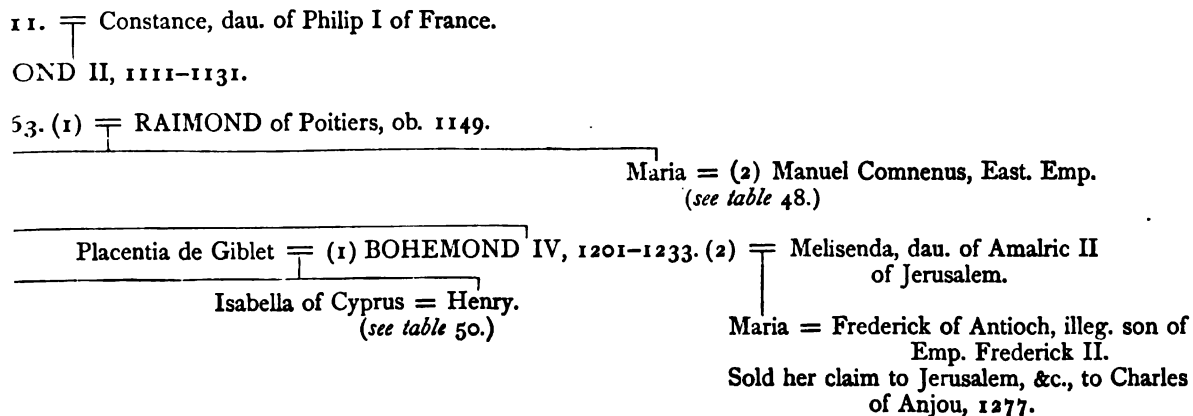 11. = Constance, dau. of Philip I of France.
OND II, 1111–1131.
53. (1) = RAIMOND of Poitiers, ob. 1149.
Maria = (2) Manuel Comnenus, East. Emp.
(see table 48.)
Placentia de Giblet = (1) BOHEMOND IV, 1201–1233. (2) = Melisenda, dau. of Amalric II
of Jerusalem.
Isabella of Cyprus = Henry.
(see table 50.)
Maria = Frederick of Antioch, illeg. son of
Emp. Frederick II.
Sold her claim to Jerusalem, &c., to Charles
of Anjou, 1277.